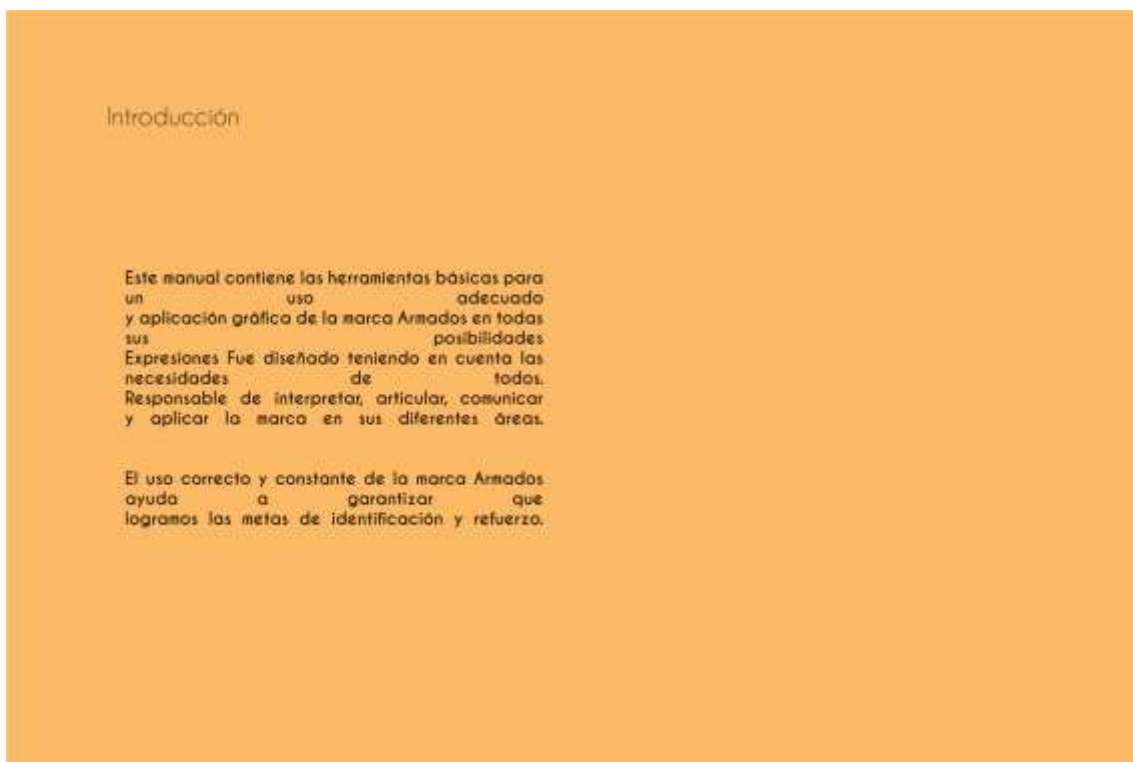 Introducción
Este manual contiene las herramientas básicas para
un uso adecuado
y aplicación gráfica de la marca Armados en todas
sus posibilidades
Expresiones Fue diseñado teniendo en cuenta las
necesidades de todos.
Responsable de interpretar, articular, comunicar
y aplicar la marca en sus diferentes áreas.
El uso correcto y constante de la marca Armados
ayuda a garantizar que
logramos las metas de identificación y refuerzo.